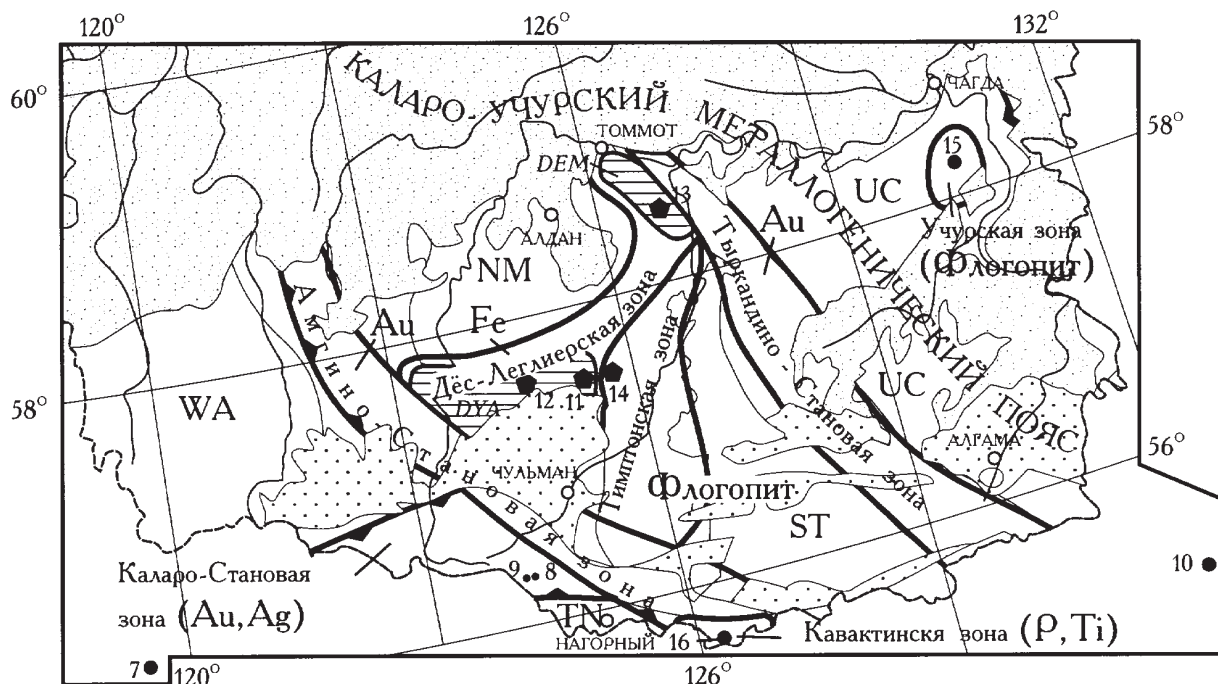 120°
126°
132°
60°
КАЛАРО-УЧУРСКИЙ МЕТАЛЛОГЕНИЧЕСКИЙ ПОЯС
ЧАГДА
58°
ТОММОТ
DEM
15
UC
13
АЛДАН
Au
Учурская зона
(Флогопит)
NM
Тыркандино-Становая зона
Амгино-Становая зона
Au
Fe
Дёс-Леглиерская зона
Тимптонская зона
UC
WA
58°
DYA
12
11
14
АЛГАМА
56°
ЧУЛЬМАН
Флогопит
ST
Каларо-Становая
зона (Au, Ag)
9
8
10
TN
НАГОРНЫЙ
16
Кавактинскя зона (P, Ti)
7
120°
126°